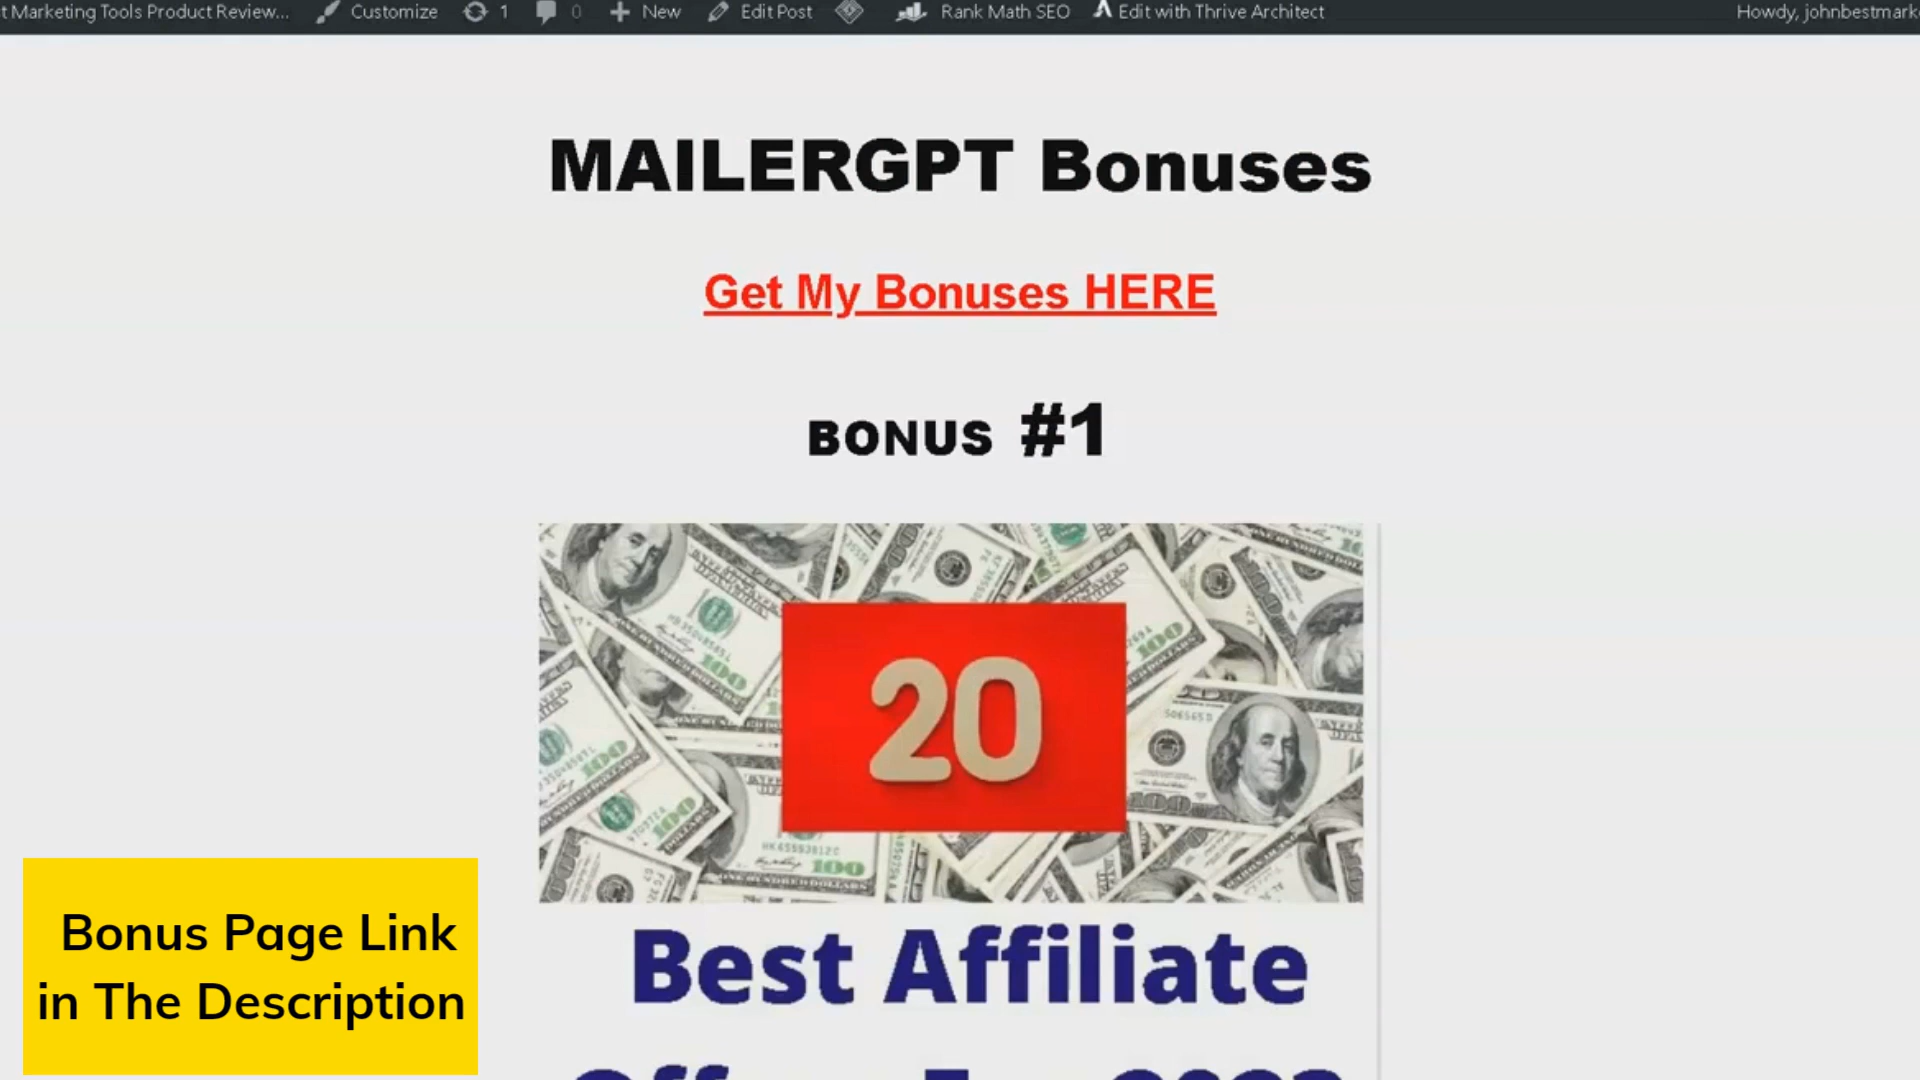 t Marketing Tools Product Review... Customize 1 0 New Edit Post Rank Math SEO Edit with Thrive Architect Howdy, johnbestmark
MAILERGPT Bonuses
Get My Bonuses HERE
BONUS #1
20
Best Affiliate
Bonus Page Link
in The Description